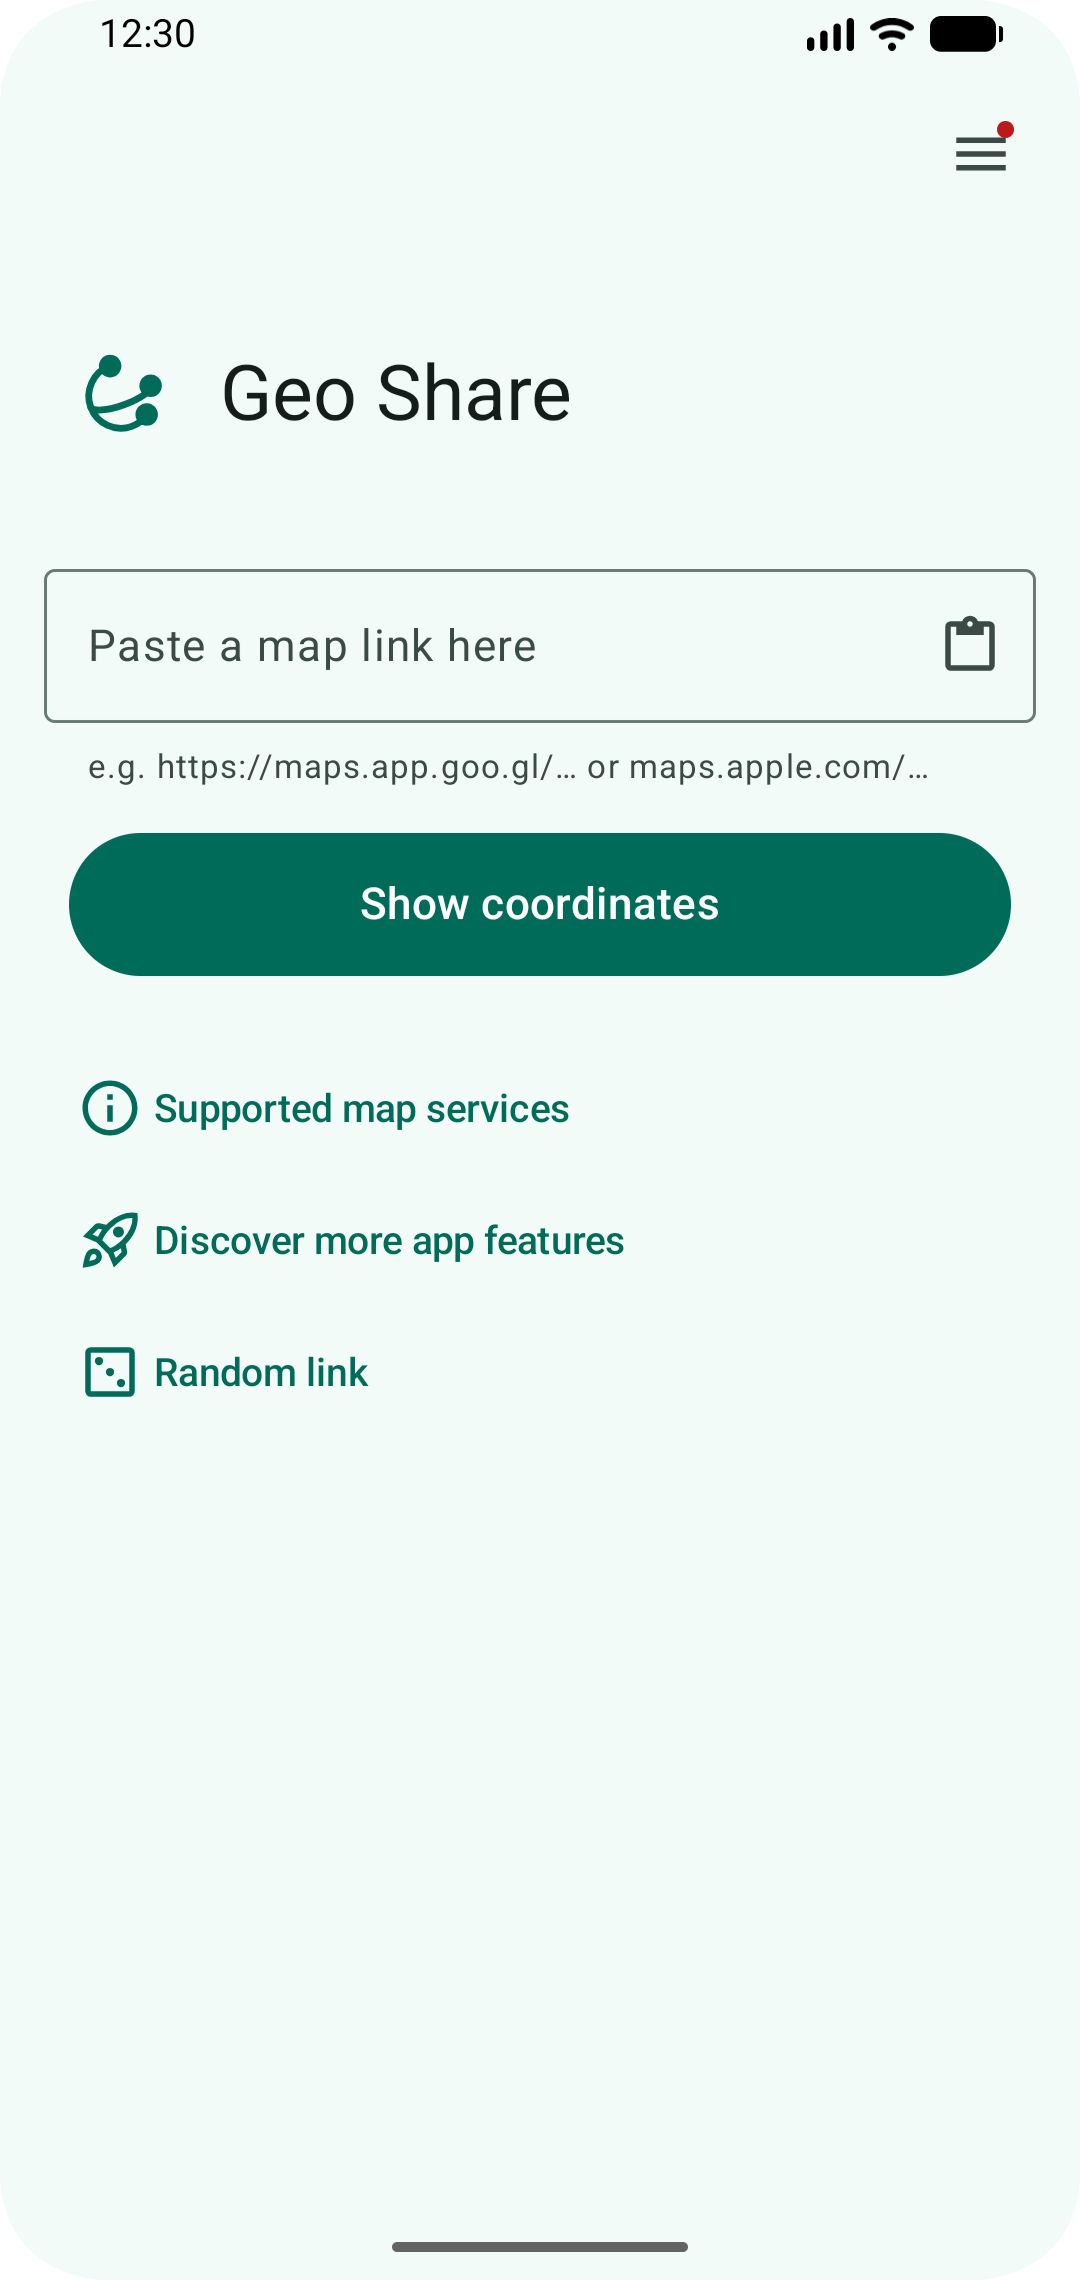 12:30
Geo Share
Paste a map link here
e.g. https://maps.app.goo.gl/… or maps.apple.com/…
Show coordinates
Supported map services
Discover more app features
Random link